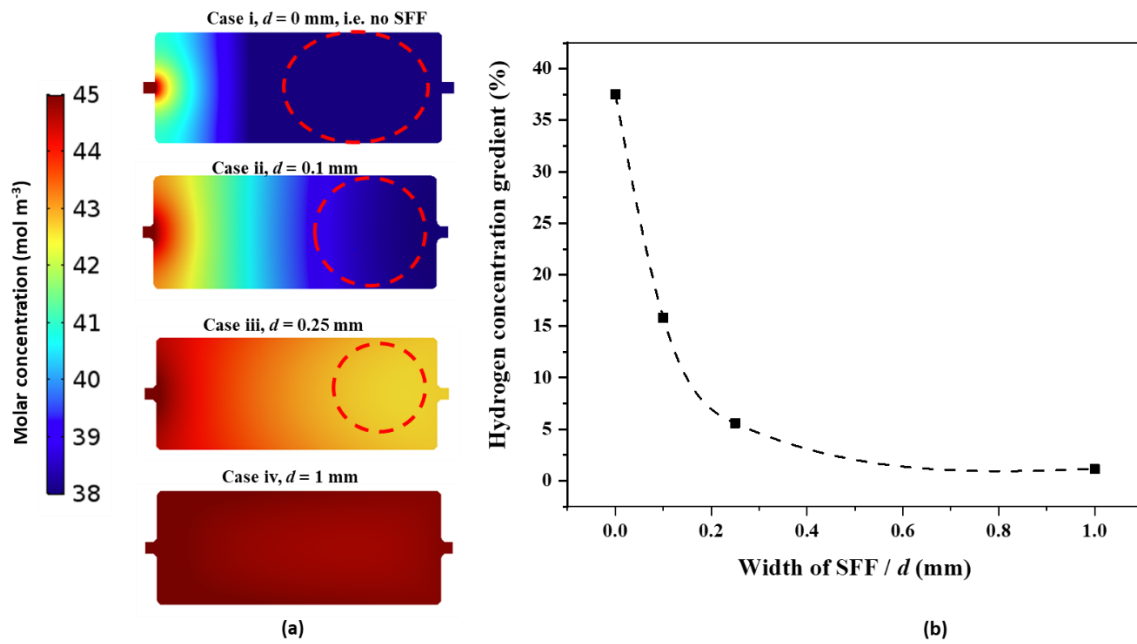 Case i, d = 0 mm, i.e. no SFF
Case ii, d = 0.1 mm
Case iii, d = 0.25 mm
Case iv, d = 1 mm
Molar concentration (mol m⁻³)
45
44
43
42
41
40
39
38
(a)
Hydrogen concentration gredient (%)
40
35
30
25
20
15
10
5
0
0.0 0.2 0.4 0.6 0.8 1.0
Width of SFF / d (mm)
(b)